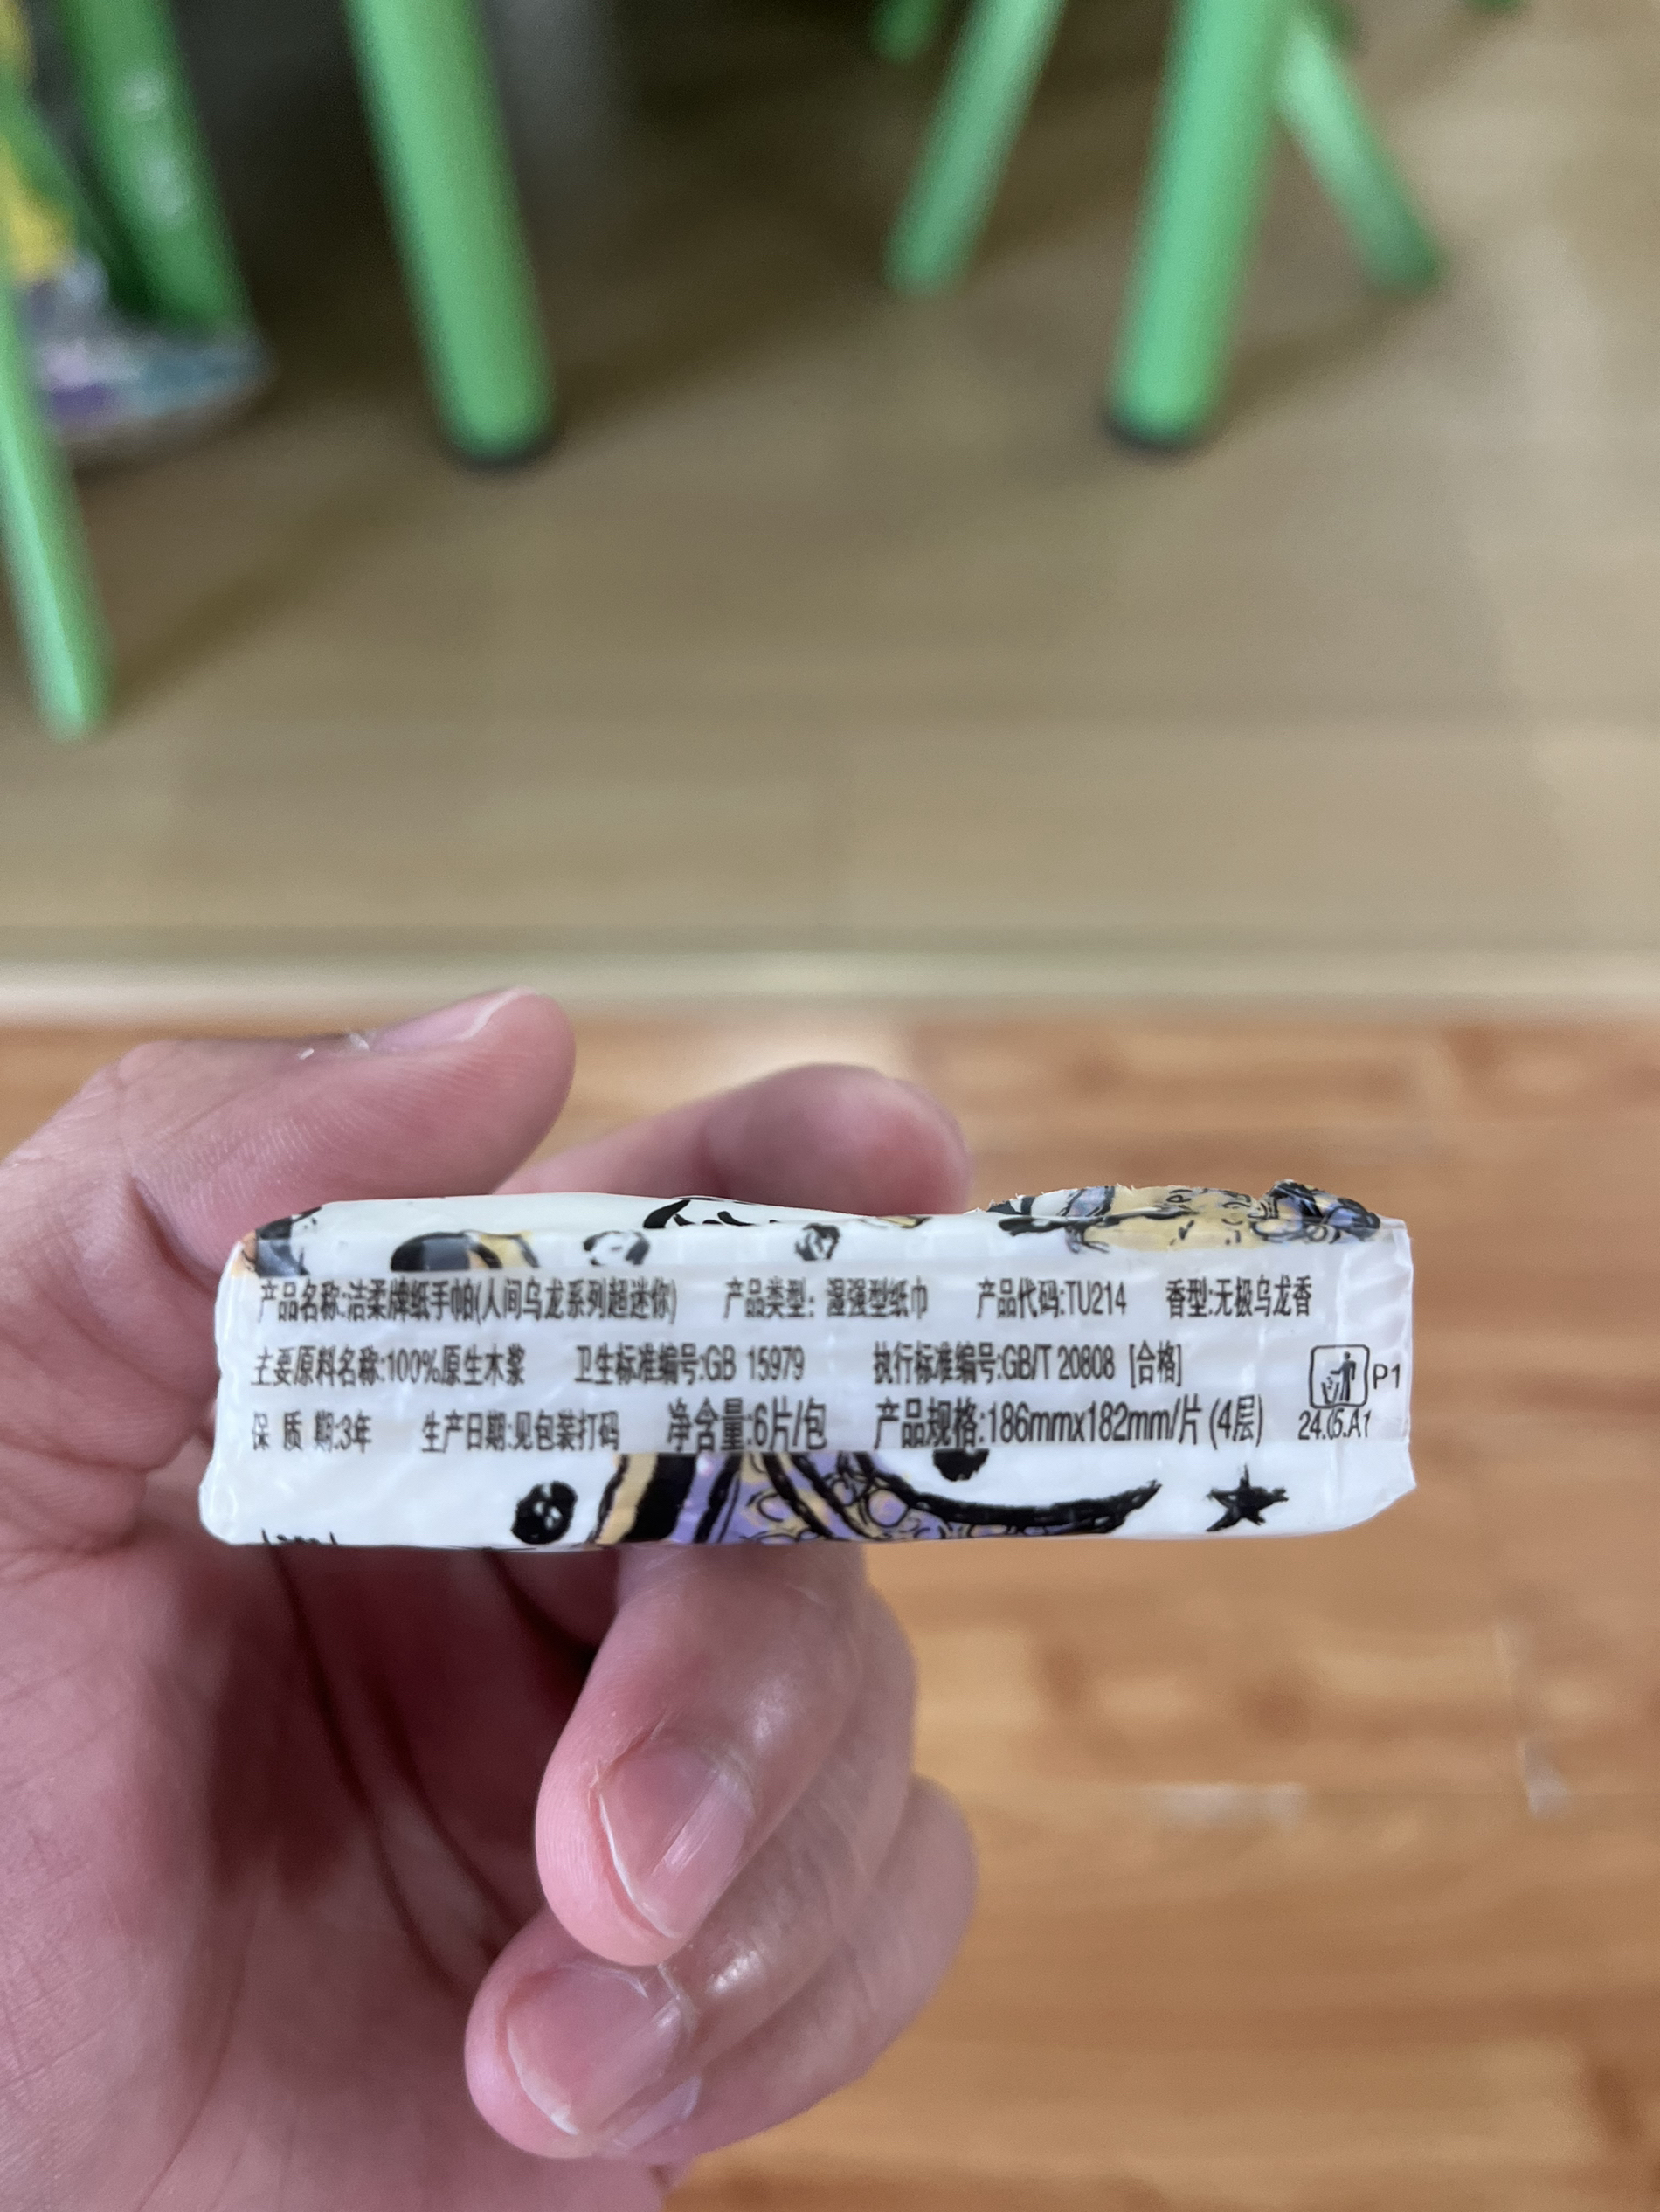 产品名称:洁柔牌纸手帕(人间乌龙系列超迷你) 产品类型: 湿强型纸巾 产品代码:TU214 香型:无极乌龙香
主要原料名称:100%原生木浆 卫生标准编号:GB 15979 执行标准编号:GB/T 20808 [合格] P1
保 质 期:3年 生产日期:见包装打码 净含量:6片/包 产品规格:186mmx182mm/片 (4层) 24.05.A1